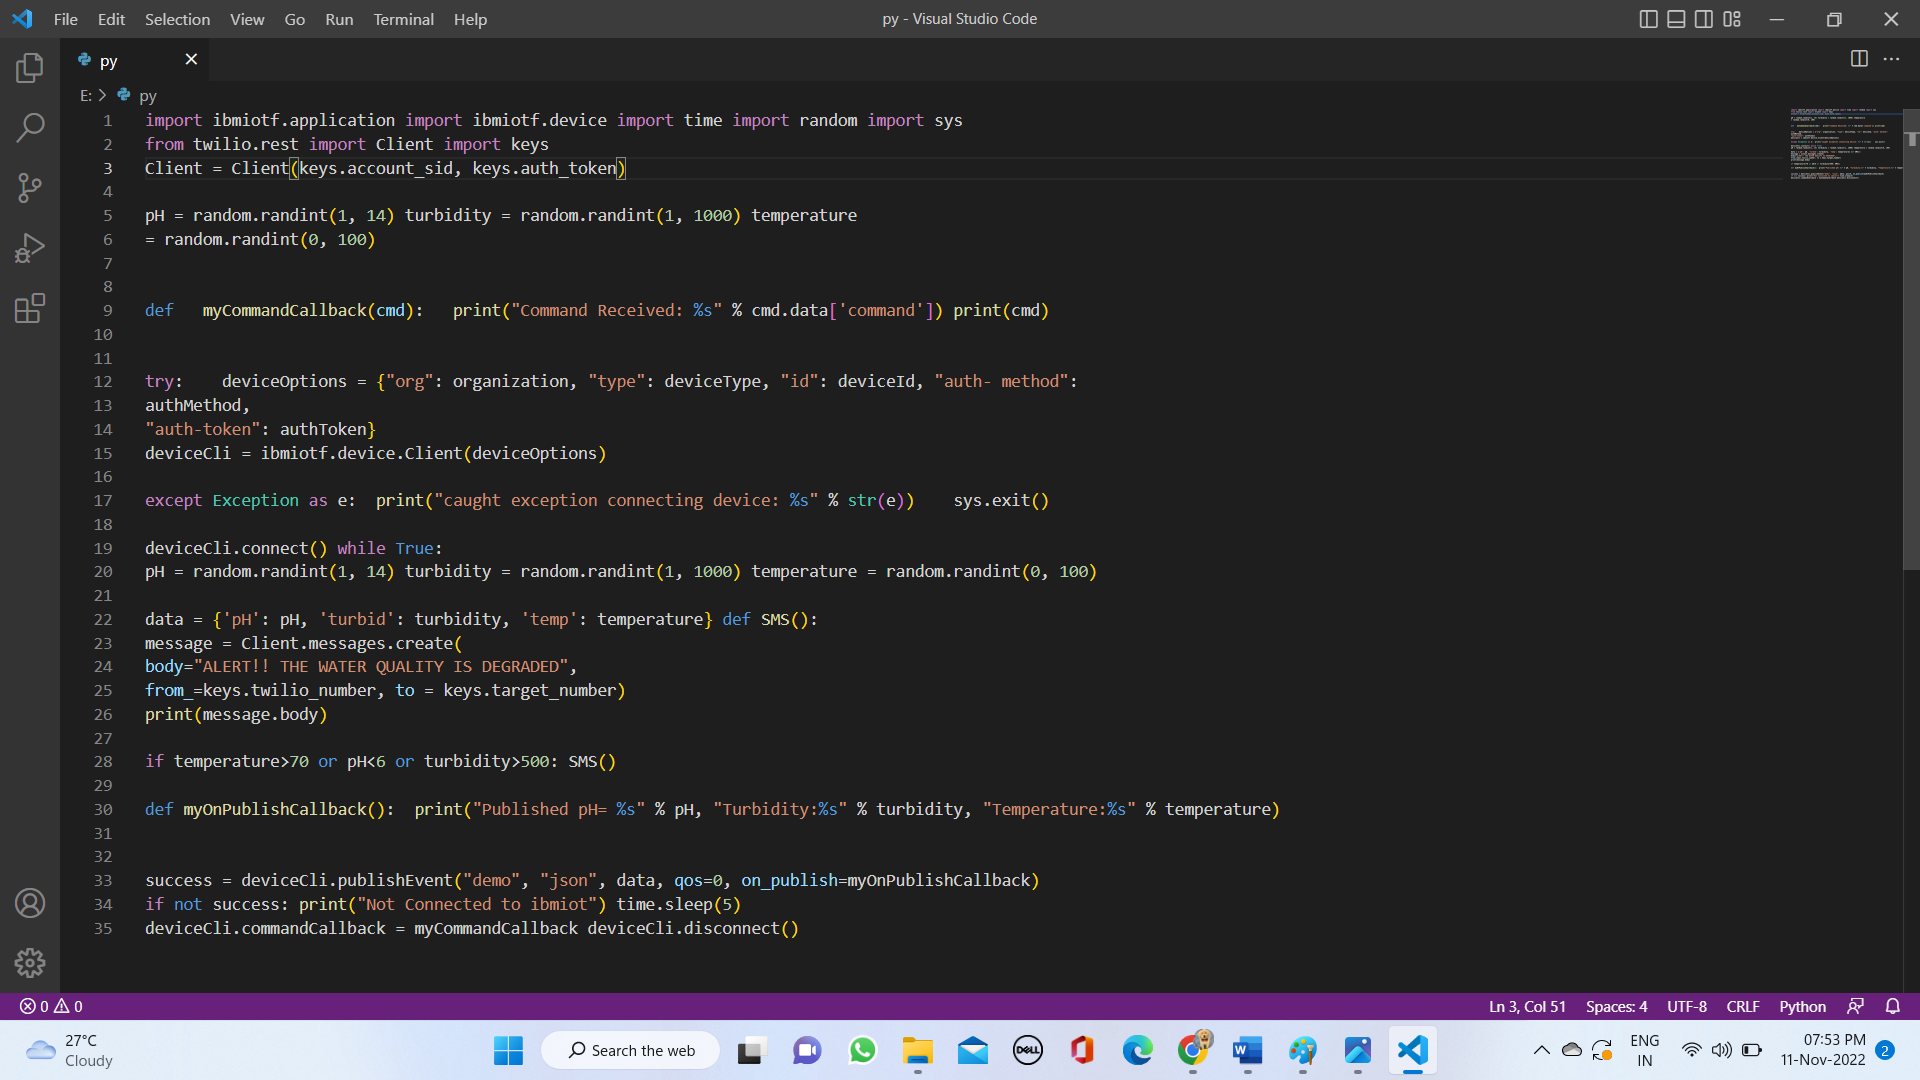 File Edit Selection View Go Run Terminal Help
py - Visual Studio Code
py
E: > py
1 import ibmiotf.application import ibmiotf.device import time import random import sys
2 from twilio.rest import Client import keys
3 Client = Client(keys.account_sid, keys.auth_token)
4
5 pH = random.randint(1, 14) turbidity = random.randint(1, 1000) temperature
6 = random.randint(0, 100)
7
8
9 def   myCommandCallback(cmd):   print("Command Received: %s" % cmd.data['command']) print(cmd)
10
11
12 try:    deviceOptions = {"org": organization, "type": deviceType, "id": deviceId, "auth- method":
13 authMethod,
14 "auth-token": authToken}
15 deviceCli = ibmiotf.device.Client(deviceOptions)
16
17 except Exception as e:  print("caught exception connecting device: %s" % str(e))    sys.exit()
18
19 deviceCli.connect() while True:
20 pH = random.randint(1, 14) turbidity = random.randint(1, 1000) temperature = random.randint(0, 100)
21
22 data = {'pH': pH, 'turbid': turbidity, 'temp': temperature} def SMS():
23 message = Client.messages.create(
24 body="ALERT!! THE WATER QUALITY IS DEGRADED",
25 from_=keys.twilio_number, to = keys.target_number)
26 print(message.body)
27
28 if temperature>70 or pH<6 or turbidity>500: SMS()
29
30 def myOnPublishCallback():  print("Published pH= %s" % pH, "Turbidity:%s" % turbidity, "Temperature:%s" % temperature)
31
32
33 success = deviceCli.publishEvent("demo", "json", data, qos=0, on_publish=myOnPublishCallback)
34 if not success: print("Not Connected to ibmiot") time.sleep(5)
35 deviceCli.commandCallback = myCommandCallback deviceCli.disconnect()
0 0
Ln 3, Col 51 Spaces: 4 UTF-8 CRLF Python
27°C
Cloudy
Search the web
DELL
ENG
IN
07:53 PM
11-Nov-2022
2